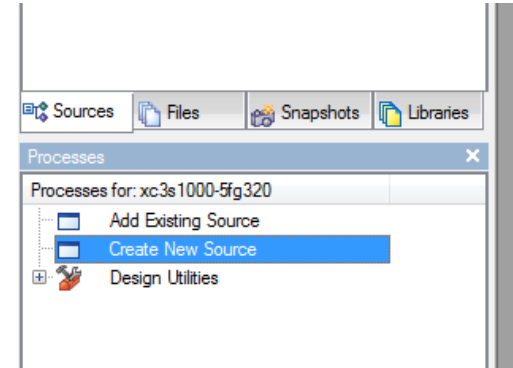 Sources Files Snapshots Libraries
Processes
Processes for: xc3s1000-5fg320
Add Existing Source
Create New Source
Design Utilities